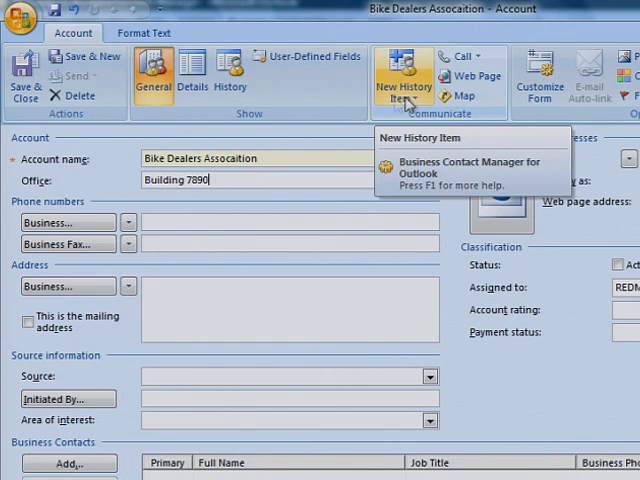 Bike Dealers Assocaition - Account
Account
Format Text
Save & Close
Save & New
Send
Delete
Actions
General
Details
History
User-Defined Fields
Show
New History Item
Call
Web Page
Map
Communicate
Customize Form
E-mail Auto-link
P
F
Op
New History Item
Business Contact Manager for Outlook
Press F1 for more help.
Account
* Account name: Bike Dealers Assocaition
Office: Building 7890
Phone numbers
Business...
Business Fax...
Address
Business...
This is the mailing address
Source information
Source:
Initiated By...
Area of interest:
Business Contacts
Add...
Primary Full Name Job Title Business Pho
resses
y as:
Web page address:
Classification
Status: Act
Assigned to: REDM
Account rating:
Payment status: